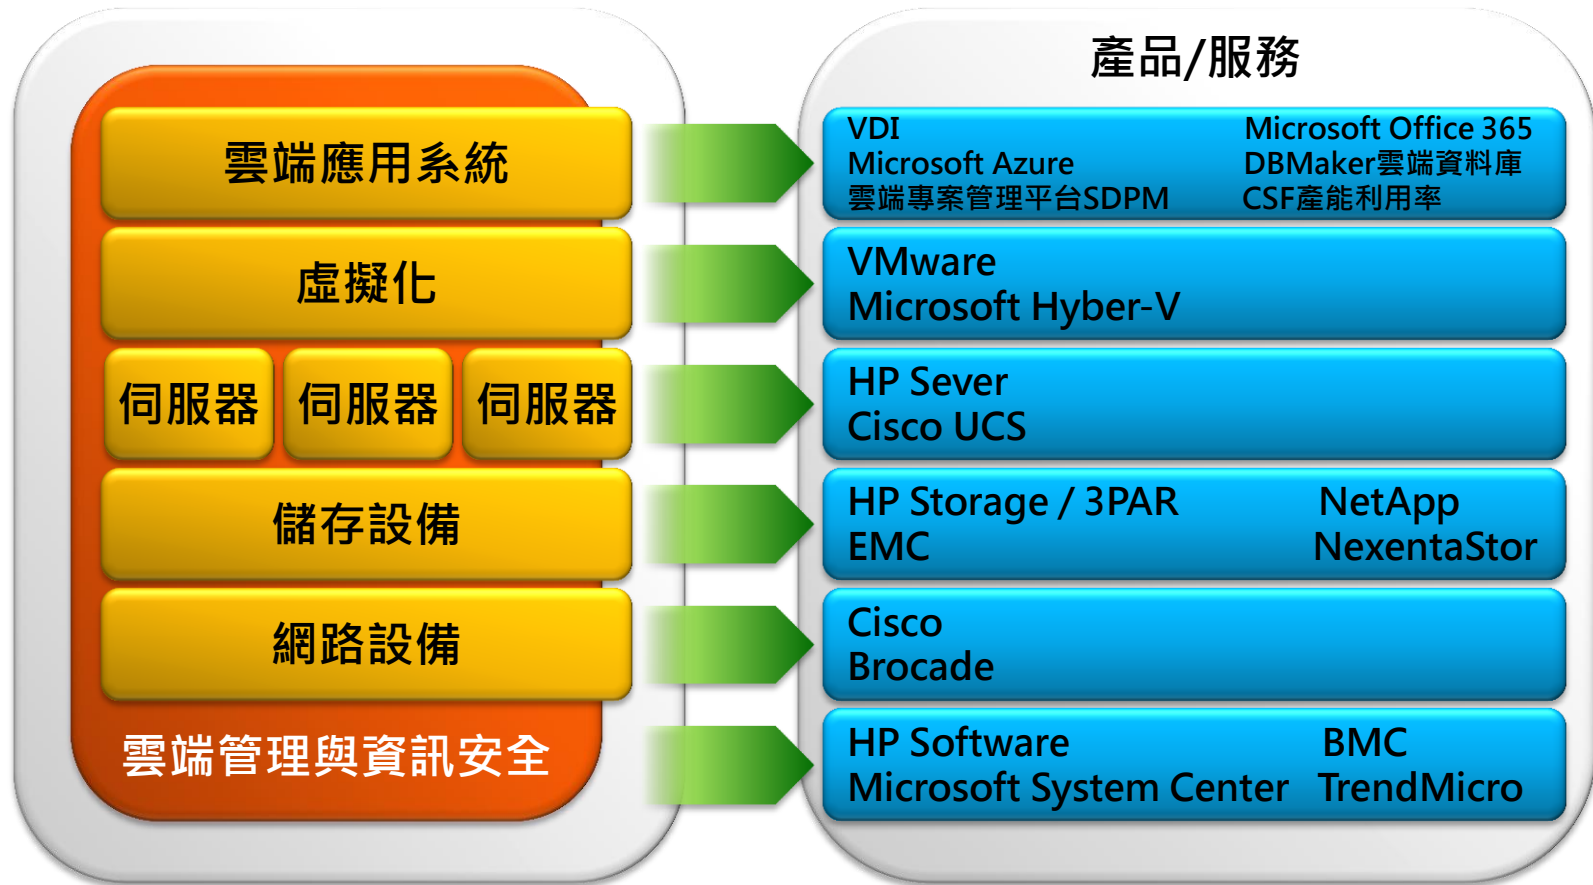 產品/服務
雲端應用系統
VDI Microsoft Office 365
Microsoft Azure DBMaker雲端資料庫
雲端專案管理平台SDPM CSF產能利用率
虛擬化
VMware
Microsoft Hyber-V
伺服器 伺服器 伺服器
HP Sever
Cisco UCS
儲存設備
HP Storage / 3PAR NetApp
EMC NexentaStor
網路設備
Cisco
Brocade
雲端管理與資訊安全
HP Software BMC
Microsoft System Center TrendMicro